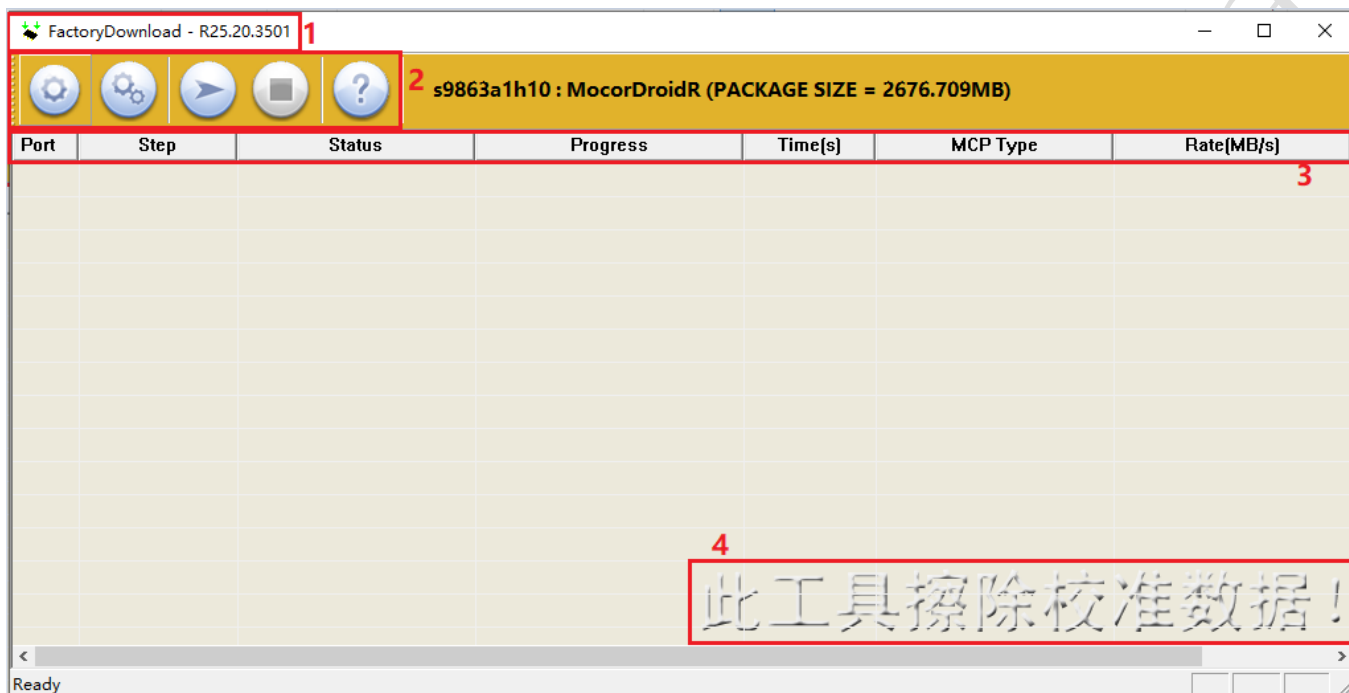 FactoryDownload - R25.20.3501 1
2 s9863a1h10 : MocorDroidR (PACKAGE SIZE = 2676.709MB)
Port Step Status Progress Time(s) MCP Type Rate(MB/s)
3
4
此工具擦除校准数据!
Ready